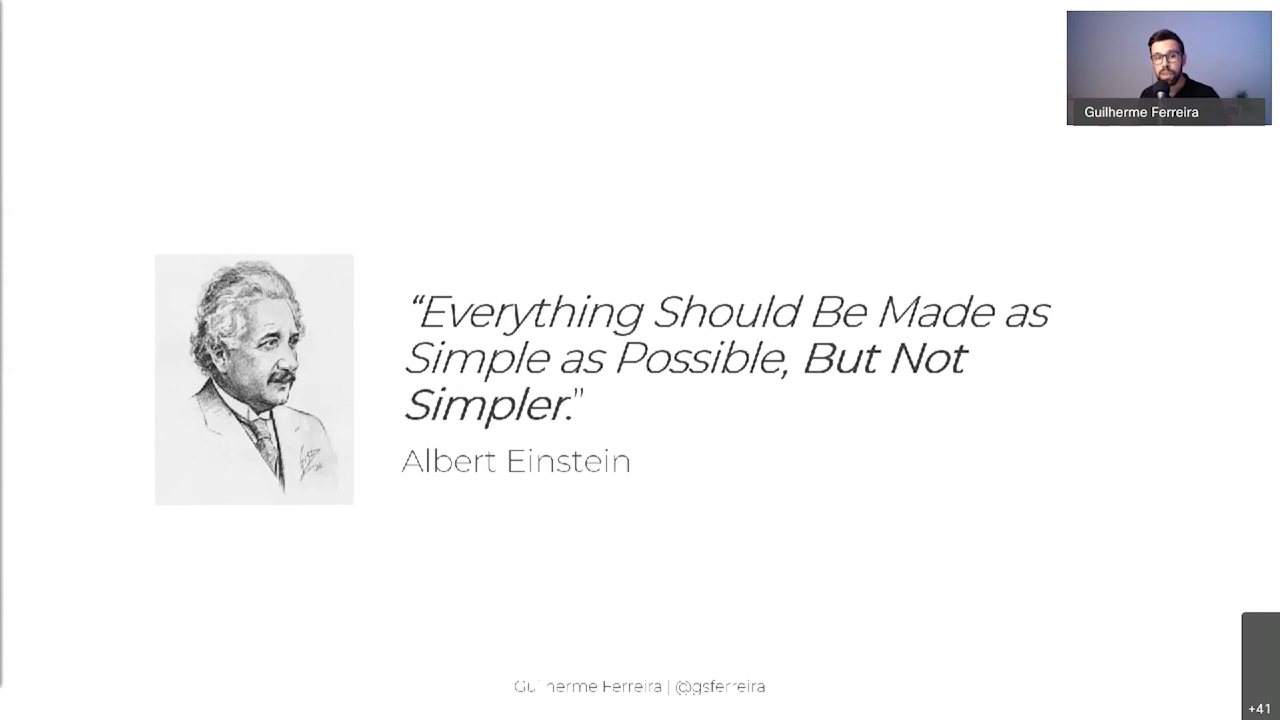 Guilherme Ferreira
“Everything Should Be Made as
Simple as Possible, But Not
Simpler.”
Albert Einstein
Guilherme Ferreira | @gsferreira
+41